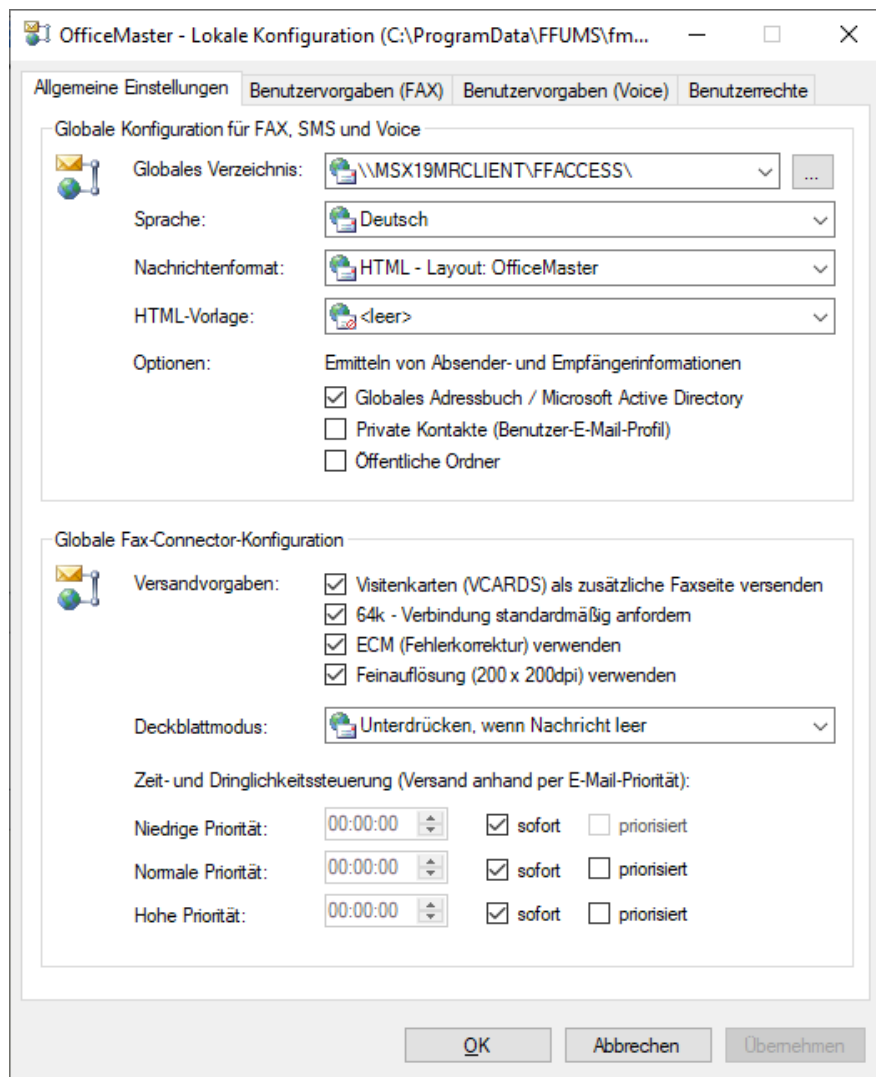 OfficeMaster - Lokale Konfiguration (C:\ProgramData\FFUMS\fm...
Allgemeine Einstellungen Benutzervorgaben (FAX) Benutzervorgaben (Voice) Benutzerrechte
Globale Konfiguration für FAX, SMS und Voice
Globales Verzeichnis: \\MSX19MRCLIENT\FFACCESS\ ...
Sprache: Deutsch
Nachrichtenformat: HTML - Layout: OfficeMaster
HTML-Vorlage: <leer>
Optionen: Ermitteln von Absender- und Empfängerinformationen
Globales Adressbuch / Microsoft Active Directory
Private Kontakte (Benutzer-E-Mail-Profil)
Öffentliche Ordner
Globale Fax-Connector-Konfiguration
Versandvorgaben: Visitenkarten (VCARDS) als zusätzliche Faxseite versenden
64k - Verbindung standardmäßig anfordern
ECM (Fehlerkorrektur) verwenden
Feinauflösung (200 x 200dpi) verwenden
Deckblattmodus: Unterdrücken, wenn Nachricht leer
Zeit- und Dringlichkeitssteuerung (Versand anhand per E-Mail-Priorität):
Niedrige Priorität: 00:00:00 sofort priorisiert
Normale Priorität: 00:00:00 sofort priorisiert
Hohe Priorität: 00:00:00 sofort priorisiert
OK Abbrechen Übernehmen